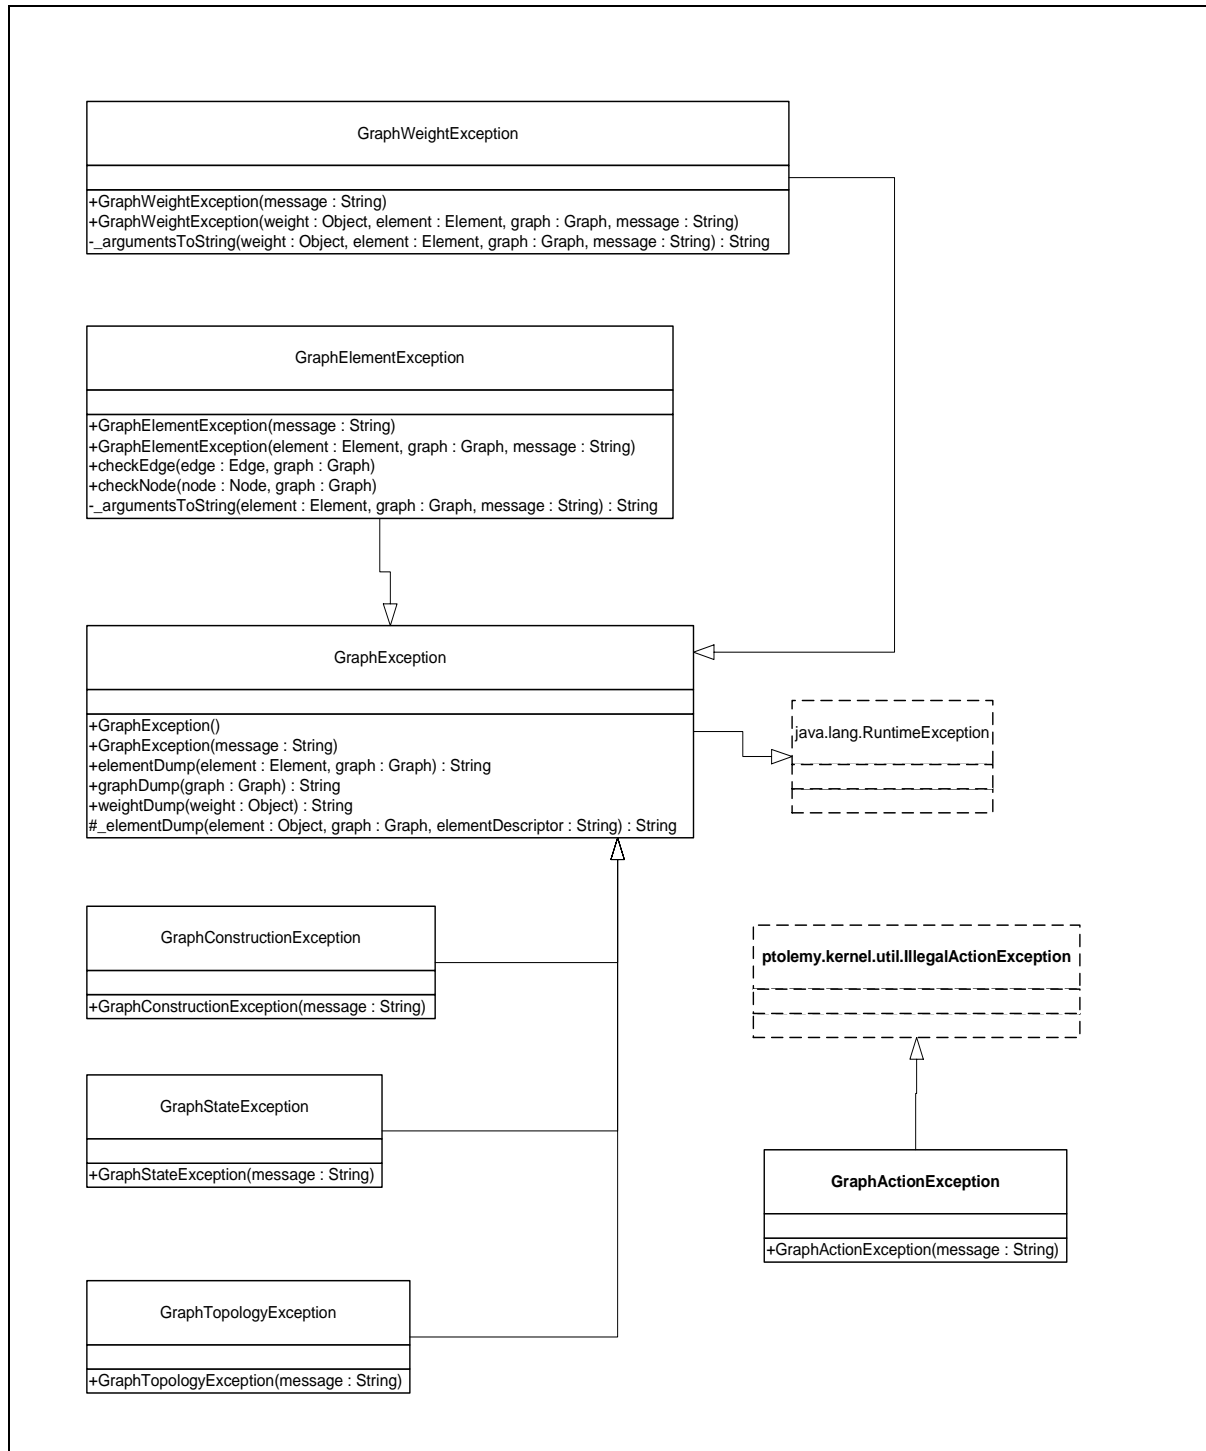 GraphWeightException
+GraphWeightException(message : String)
+GraphWeightException(weight : Object, element : Element, graph : Graph, message : String)
-_argumentsToString(weight : Object, element : Element, graph : Graph, message : String) : String
GraphElementException
+GraphElementException(message : String)
+GraphElementException(element : Element, graph : Graph, message : String)
+checkEdge(edge : Edge, graph : Graph)
+checkNode(node : Node, graph : Graph)
-_argumentsToString(element : Element, graph : Graph, message : String) : String
GraphException
+GraphException()
+GraphException(message : String)
+elementDump(element : Element, graph : Graph) : String
+graphDump(graph : Graph) : String
+weightDump(weight : Object) : String
#_elementDump(element : Object, graph : Graph, elementDescriptor : String) : String
java.lang.RuntimeException
GraphConstructionException
+GraphConstructionException(message : String)
ptolemy.kernel.util.IllegalActionException
GraphStateException
+GraphStateException(message : String)
GraphActionException
+GraphActionException(message : String)
GraphTopologyException
+GraphTopologyException(message : String)